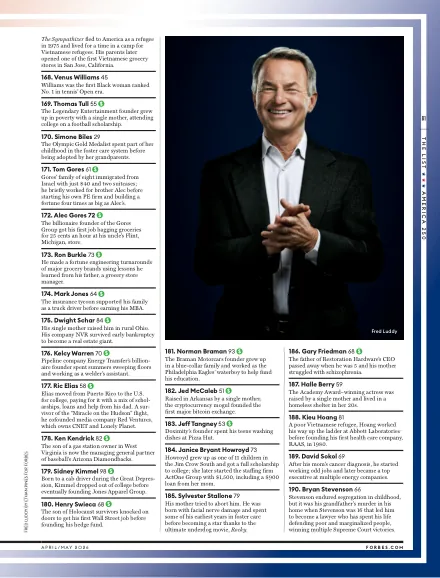 The Sympathizer fled to America as a refugee
in 1975 and lived for a time in a camp for
Vietnamese refugees. His parents later
opened one of the first Vietnamese grocery
stores in San Jose, California.
168. Venus Williams 45
Williams was the first Black woman ranked
No. 1 in tennis' Open era.
169. Thomas Tull 55
The Legendary Entertainment founder grew
up in poverty with a single mother, attending
college on a football scholarship.
170. Simone Biles 29
The Olympic Gold Medalist spent part of her
childhood in the foster care system before
being adopted by her grandparents.
171. Tom Gores 61
Gores' family of eight immigrated from
Israel with just $40 and two suitcases;
he briefly worked for brother Alec before
starting his own PE firm and building a
fortune four times as big as Alec's.
172. Alec Gores 72
The billionaire founder of the Gores
Group got his first job bagging groceries
for 25 cents an hour at his uncle's Flint,
Michigan, store.
173. Ron Burkle 73
He made a fortune engineering turnarounds
of major grocery brands using lessons he
learned from his father, a grocery store
manager.
174. Mark Jones 64
The insurance tycoon supported his family
as a truck driver before earning his MBA.
175. Dwight Schar 84
His single mother raised him in rural Ohio.
His company NVR survived early bankruptcy
to become a real estate giant.
176. Kelcy Warren 70
Pipeline company Energy Transfer's billion-
aire founder spent summers sweeping floors
and working as a welder's assistant.
177. Ric Elias 58
Elias moved from Puerto Rico to the U.S.
for college, paying for it with a mix of schol-
arships, loans and help from his dad. A sur-
vivor of the "Miracle on the Hudson" flight,
he cofounded media company Red Ventures,
which owns CNET and Lonely Planet.
178. Ken Kendrick 82
The son of a gas station owner in West
Virginia is now the managing general partner
of baseball's Arizona Diamondbacks.
179. Sidney Kimmel 98
Born to a cab driver during the Great Depres-
sion, Kimmel dropped out of college before
eventually founding Jones Apparel Group.
180. Henry Swieca 68
The son of Holocaust survivors knocked on
doors to get his first Wall Street job before
founding his hedge fund.
Fred Luddy
181. Norman Braman 93
The Braman Motorcars founder grew up
in a blue-collar family and worked as the
Philadelphia Eagles' waterboy to help fund
his education.
182. Jed McCaleb 51
Raised in Arkansas by a single mother,
the cryptocurrency mogul founded the
first major bitcoin exchange.
183. Jeff Tangney 53
Doximity's founder spent his teens washing
dishes at Pizza Hut.
184. Janice Bryant Howroyd 73
Howroyd grew up as one of 11 children in
the Jim Crow South and got a full scholarship
to college; she later started the staffing firm
ActOne Group with $1,500, including a $900
loan from her mom.
185. Sylvester Stallone 79
His mother tried to abort him. He was
born with facial nerve damage and spent
some of his earliest years in foster care
before becoming a star thanks to the
ultimate underdog movie, Rocky.
186. Gary Friedman 68
The father of Restoration Hardware's CEO
passed away when he was 5 and his mother
struggled with schizophrenia.
187. Halle Berry 59
The Academy Award-winning actress was
raised by a single mother and lived in a
homeless shelter in her 20s.
188. Kieu Hoang 81
A poor Vietnamese refugee, Hoang worked
his way up the ladder at Abbott Laboratories
before founding his first health care company,
RAAS, in 1980.
189. David Sokol 69
After his mom's cancer diagnosis, he started
working odd jobs and later became a top
executive at multiple energy companies.
190. Bryan Stevenson 66
Stevenson endured segregation in childhood,
but it was his grandfather's murder in his
home when Stevenson was 16 that led him
to become a lawyer who has spent his life
defending poor and marginalized people,
winning multiple Supreme Court victories.
THE LIST
AMERICA 250
APRIL/MAY 2026
FORBES.COM